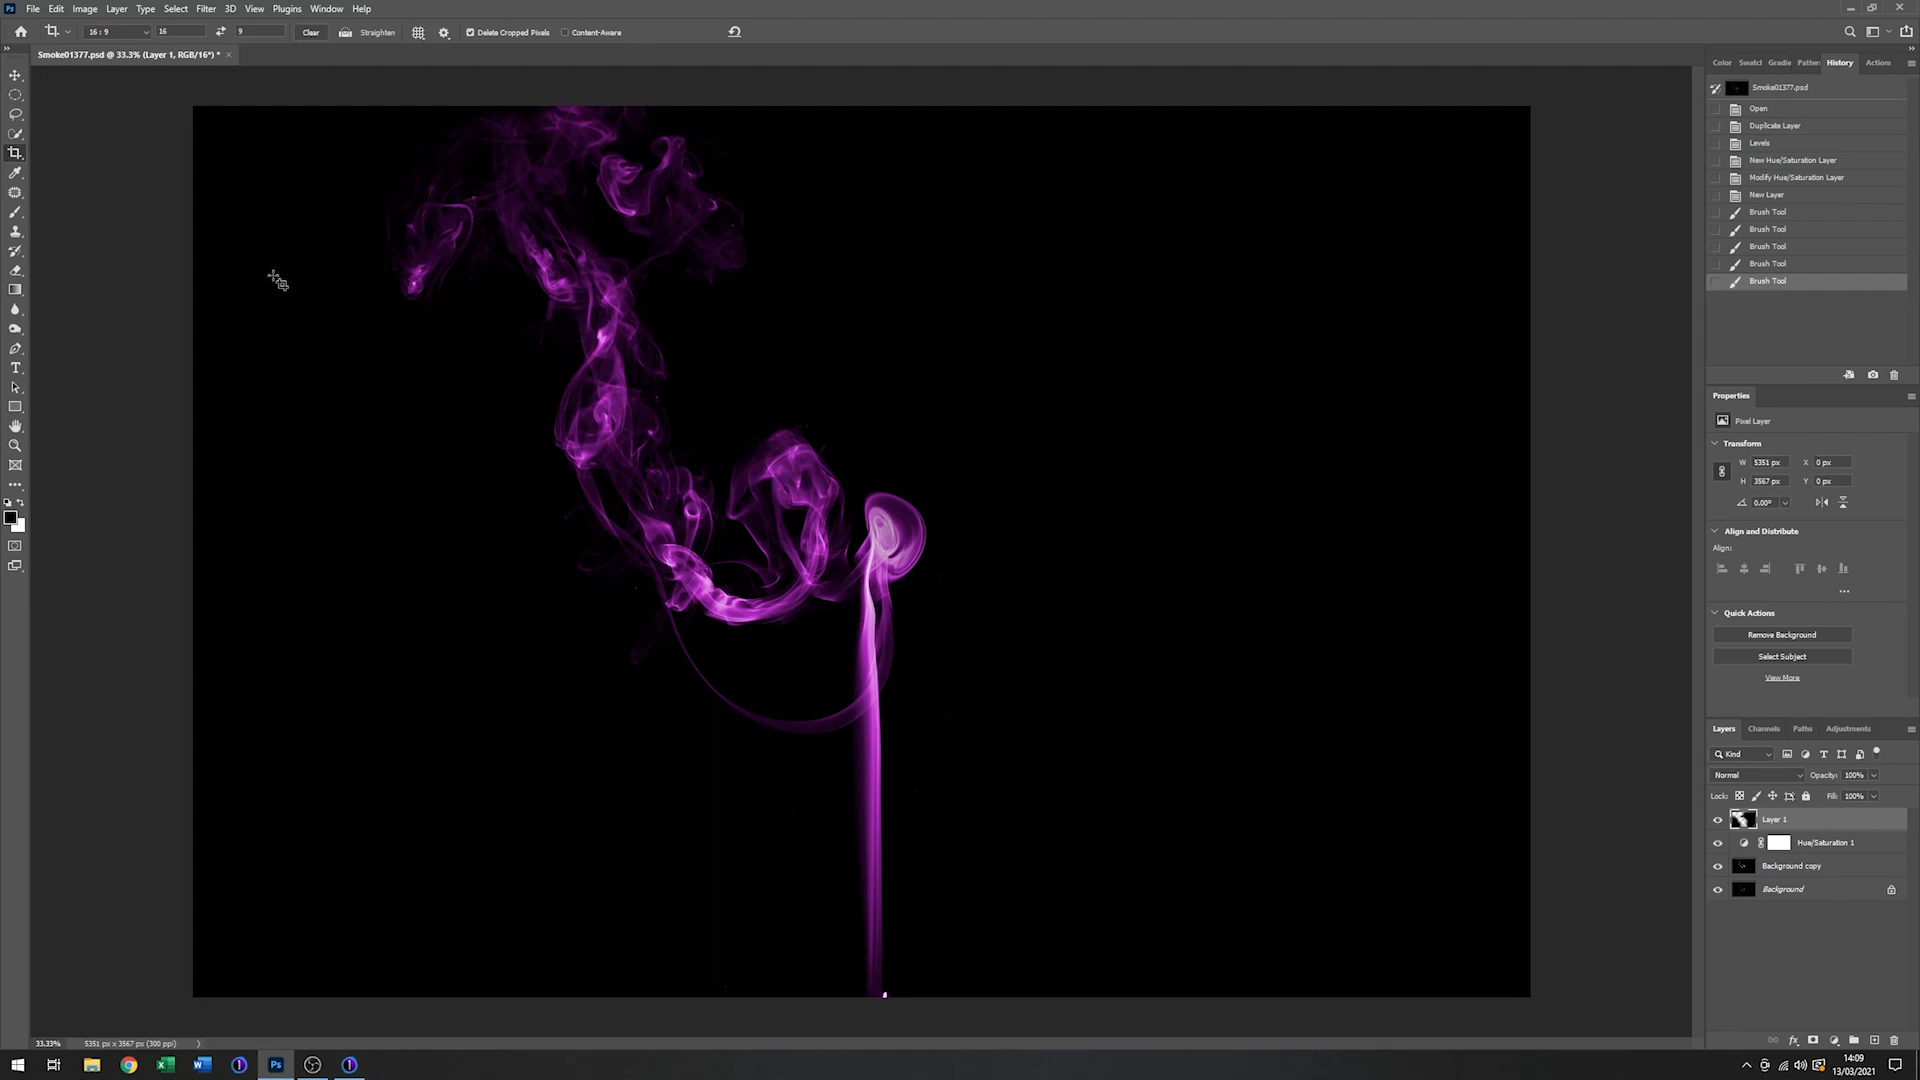 Ps File Edit Image Layer Type Select Filter 3D View Plugins Window Help
16 : 9 16 9 Clear Straighten Delete Cropped Pixels Content-Aware
Smoke01377.psd @ 33.3% (Layer 1, RGB/16*) * ×
Color Swatcl Gradie Patter History Action
Smoke01377.psd
Open
Duplicate Layer
Levels
New Hue/Saturation Layer
Modify Hue/Saturation Layer
New Layer
Brush Tool
Brush Tool
Brush Tool
Brush Tool
Brush Tool
Properties
Pixel Layer
Transform
W 5351 px X 0 px
H 3567 px Y 0 px
0.00°
Align and Distribute
Align:
Quick Actions
Remove Background
Select Subject
View More
Layers Channels Paths Adjustments
Kind
Normal Opacity: 100%
Lock: Fill: 100%
Layer 1
Hue/Saturation 1
Background copy
Background
33.33% 5351 px x 3567 px (300 ppi)
14:09
13/03/2021